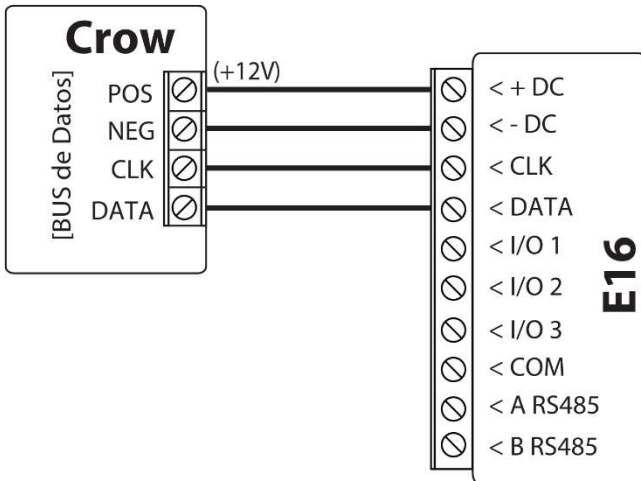 Crow
[BUS de Datos]
POS
NEG
CLK
DATA
(+12V)
< + DC
< - DC
< CLK
< DATA
< I/O 1
< I/O 2
< I/O 3
< COM
< A RS485
< B RS485
E16